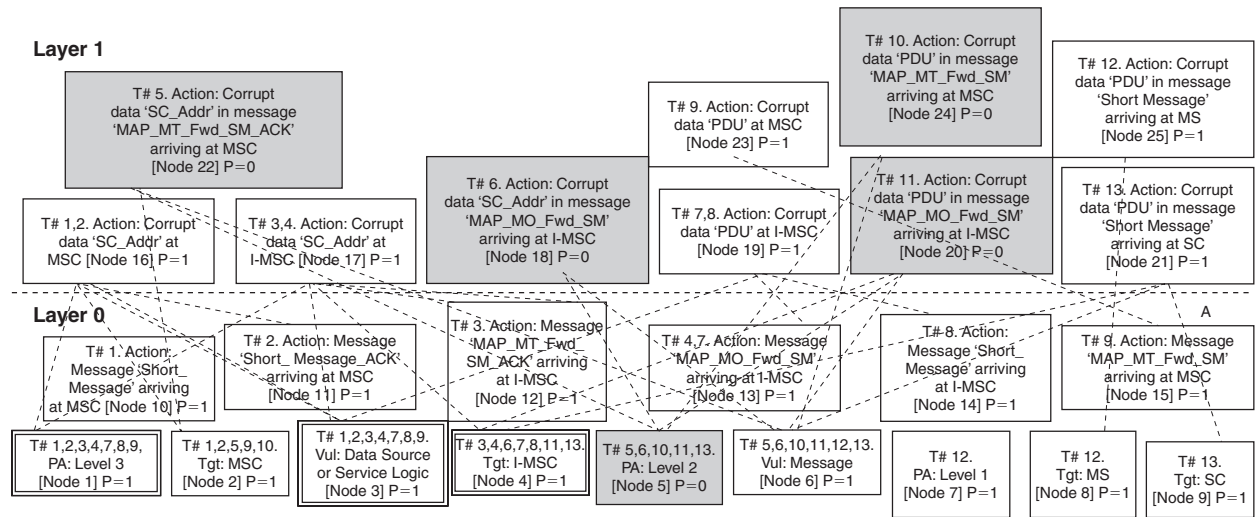 Layer 1
T# 5. Action: Corrupt
data ‘SC_Addr’ in message
‘MAP_MT_Fwd_SM_ACK’
arriving at MSC
[Node 22] P=0
T# 9. Action: Corrupt
data ‘PDU’ at MSC
[Node 23] P=1
T# 10. Action: Corrupt
data ‘PDU’ in message
‘MAP_MT_Fwd_SM’
arriving at MSC
[Node 24] P=0
T# 12. Action: Corrupt
data ‘PDU’ in message
‘Short Message’
arriving at MS
[Node 25] P=1
T# 1,2. Action: Corrupt
data ‘SC_Addr’ at
MSC [Node 16] P=1
T# 3,4. Action: Corrupt
data ‘SC_Addr’ at
I-MSC [Node 17] P=1
T# 6. Action: Corrupt
data ‘SC_Addr’ in message
‘MAP_MO_Fwd_SM’
arriving at I-MSC
[Node 18] P=0
T# 7,8. Action: Corrupt
data ‘PDU’ at I-MSC
[Node 19] P=1
T# 11. Action: Corrupt
data ‘PDU’ in message
‘MAP_MO_Fwd_SM’
arriving at I-MSC
[Node 20] P=0
T# 13. Action: Corrupt
data ‘PDU’ in message
‘Short Message’
arriving at SC
[Node 21] P=1
Layer 0
T# 1. Action:
Message ‘Short_
Message’ arriving
at MSC [Node 10] P=1
T# 2. Action: Message
‘Short_ Message_ACK’
arriving at MSC
[Node 11] P=1
T# 3. Action: Message
‘MAP_MT_Fwd_
SM_ACK’ arriving
at I-MSC
[Node 12] P=1
T# 4,7. Action: Message
‘MAP_MO_Fwd_SM’
arriving at I-MSC
[Node 13] P=1
T# 8. Action:
Message ‘Short_
Message’ arriving
at I-MSC
[Node 14] P=1
A
T# 9. Action: Message
‘MAP_MT_Fwd_SM’
arriving at MSC
[Node 15] P=1
T# 1,2,3,4,7,8,9,
PA: Level 3
[Node 1] P=1
T# 1,2,5,9,10.
Tgt: MSC
[Node 2] P=1
T# 1,2,3,4,7,8,9.
Vul: Data Source
or Service Logic
[Node 3] P=1
T# 3,4,6,7,8,11,13.
Tgt: I-MSC
[Node 4] P=1
T# 5,6,10,11,13.
PA: Level 2
[Node 5] P=0
T# 5,6,10,11,12,13.
Vul: Message
[Node 6] P=1
T# 12.
PA: Level 1
[Node 7] P=1
T# 12.
Tgt: MS
[Node 8] P=1
T# 13.
Tgt: SC
[Node 9] P=1